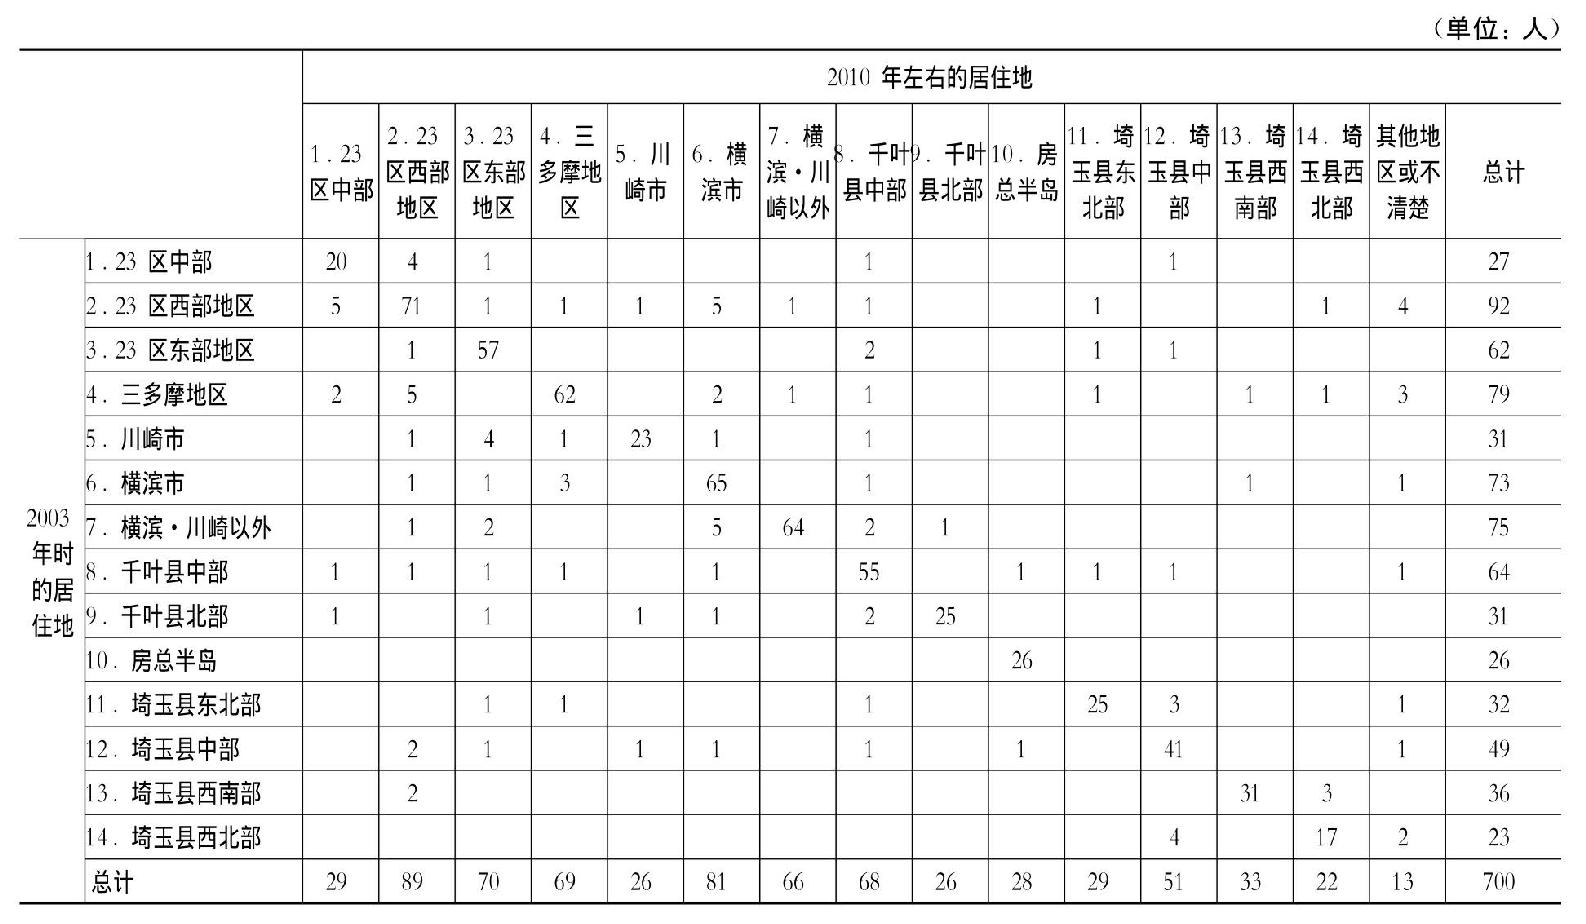 （单位：人）
2010 年左右的居住地
1.23 区中部
2.23 区西部地区
3.23 区东部地区
4. 三多摩地区
5. 川崎市
6. 横滨市
7. 横滨·川崎以外
8. 千叶县中部
9. 千叶县北部
10. 房总半岛
11. 埼玉县东北部
12. 埼玉县中部
13. 埼玉县西南部
14. 埼玉县西北部
其他地区或不清楚
总计
2003年时的居住地
1.23 区中部 20 4 1 1 1 27
2.23 区西部地区 5 71 1 1 1 5 1 1 1 1 4 92
3.23 区东部地区 1 57 2 1 1 62
4. 三多摩地区 2 5 62 2 1 1 1 1 1 3 79
5. 川崎市 1 4 1 23 1 1 31
6. 横滨市 1 1 3 65 1 1 1 73
7. 横滨·川崎以外 1 2 5 64 2 1 75
8. 千叶县中部 1 1 1 1 1 55 1 1 1 1 64
9. 千叶县北部 1 1 1 1 2 25 31
10. 房总半岛 26 26
11. 埼玉县东北部 1 1 1 25 3 1 32
12. 埼玉县中部 2 1 1 1 1 1 41 1 49
13. 埼玉县西南部 2 31 3 36
14. 埼玉县西北部 4 17 2 23
总计 29 89 70 69 26 81 66 68 26 28 29 51 33 22 13 700